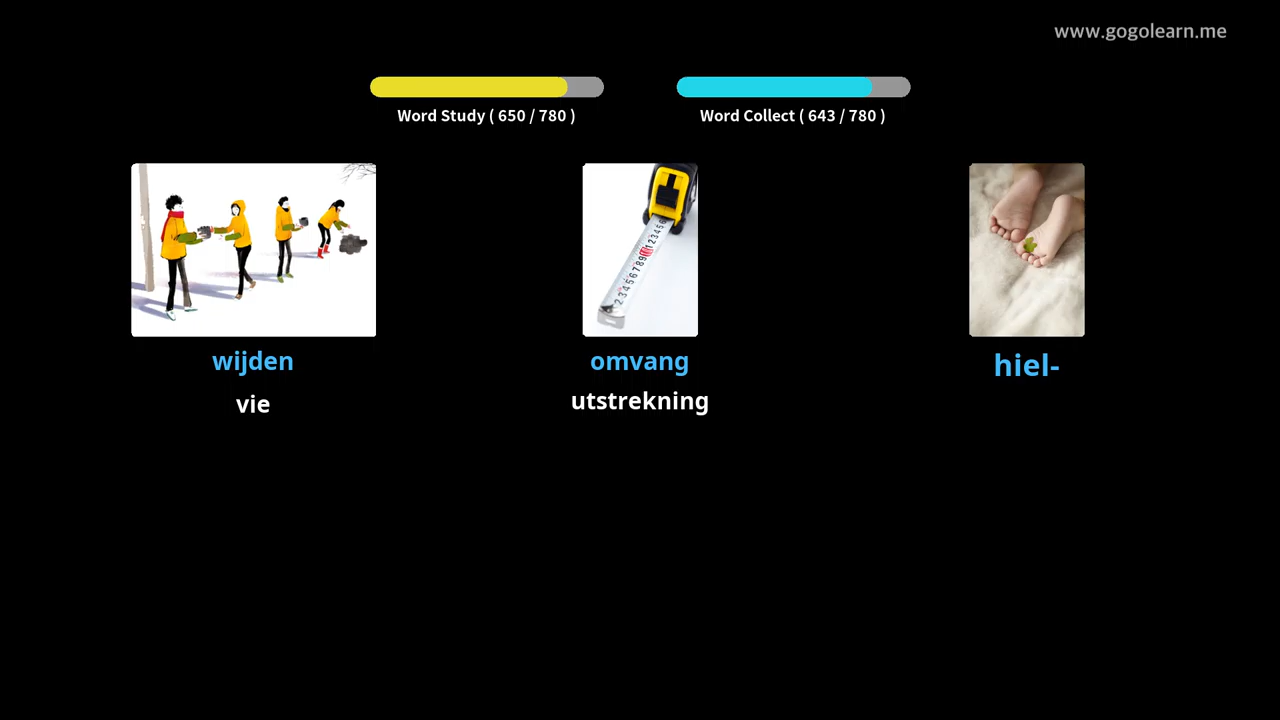 www.gogolearn.me
Word Study ( 650 / 780 )
Word Collect ( 643 / 780 )
wijden
omvang
hiel-
vie
utstrekning